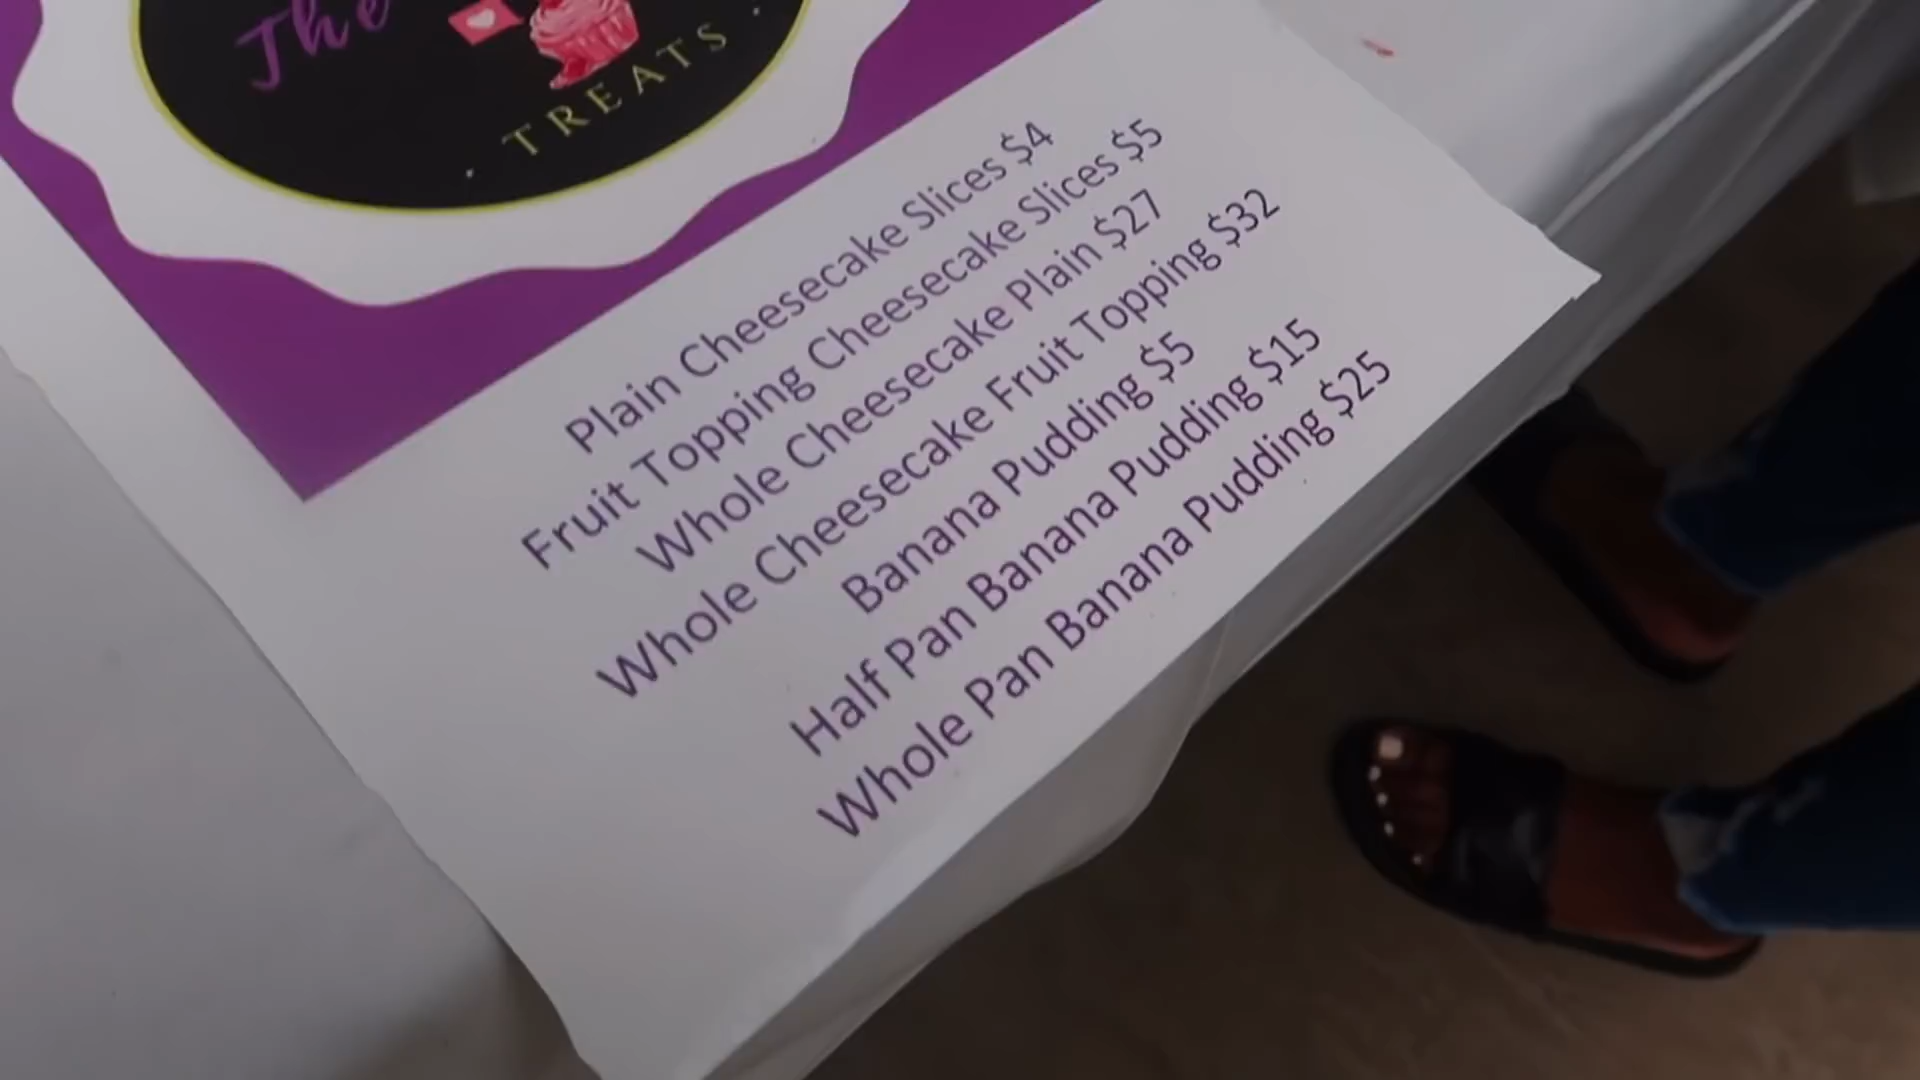 The
TREATS
Plain Cheesecake Slices $4
Fruit Topping Cheesecake Slices $5
Whole Cheesecake Plain $27
Whole Cheesecake Fruit Topping $32
Banana Pudding $5
Half Pan Banana Pudding $15
Whole Pan Banana Pudding $25